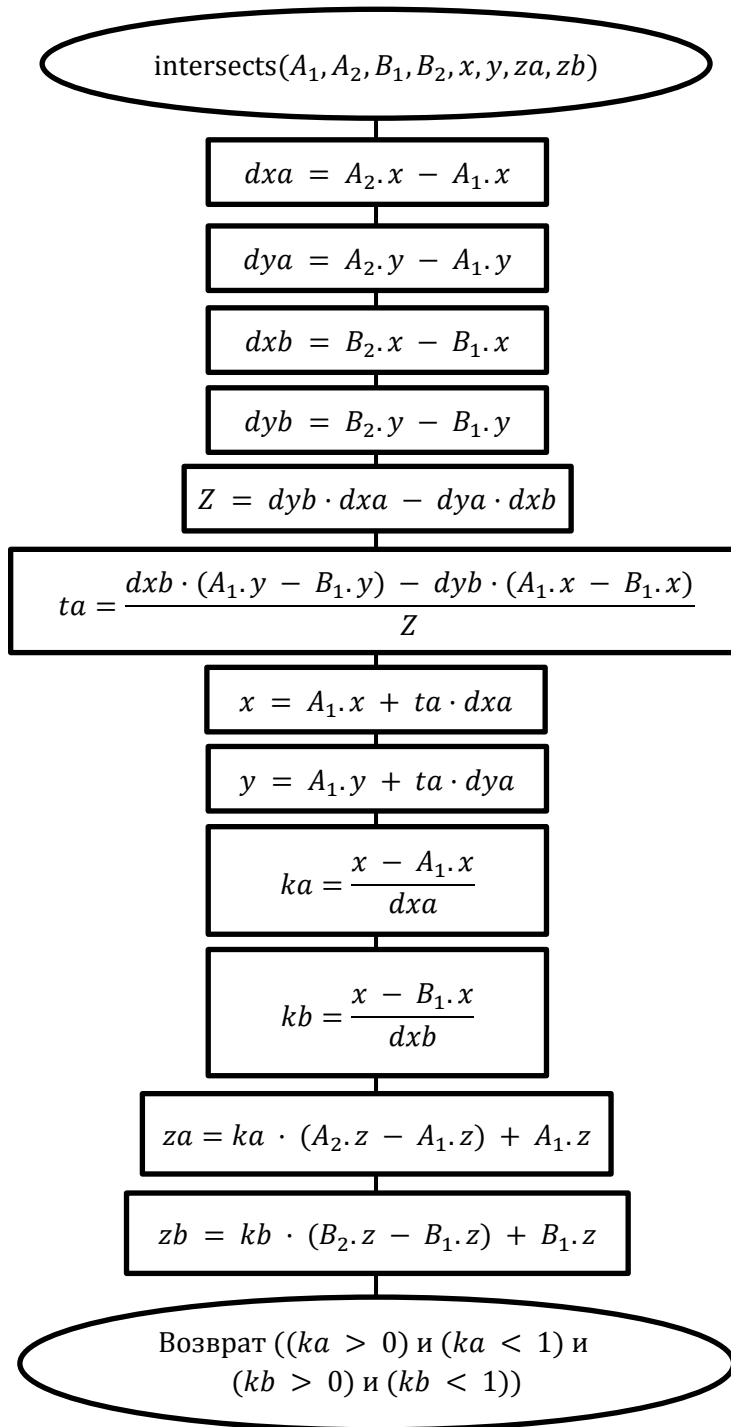 intersects(A₁, A₂, B₁, B₂, x, y, za, zb)
dxa = A₂.x − A₁.x
dya = A₂.y − A₁.y
dxb = B₂.x − B₁.x
dyb = B₂.y − B₁.y
Z = dyb · dxa − dya · dxb
ta = \frac{dxb · (A₁.y − B₁.y) − dyb · (A₁.x − B₁.x)}{Z}
x = A₁.x + ta · dxa
y = A₁.y + ta · dya
ka = \frac{x − A₁.x}{dxa}
kb = \frac{x − B₁.x}{dxb}
za = ka · (A₂.z − A₁.z) + A₁.z
zb = kb · (B₂.z − B₁.z) + B₁.z
Возврат ((ka > 0) и (ka < 1) и
(kb > 0) и (kb < 1))